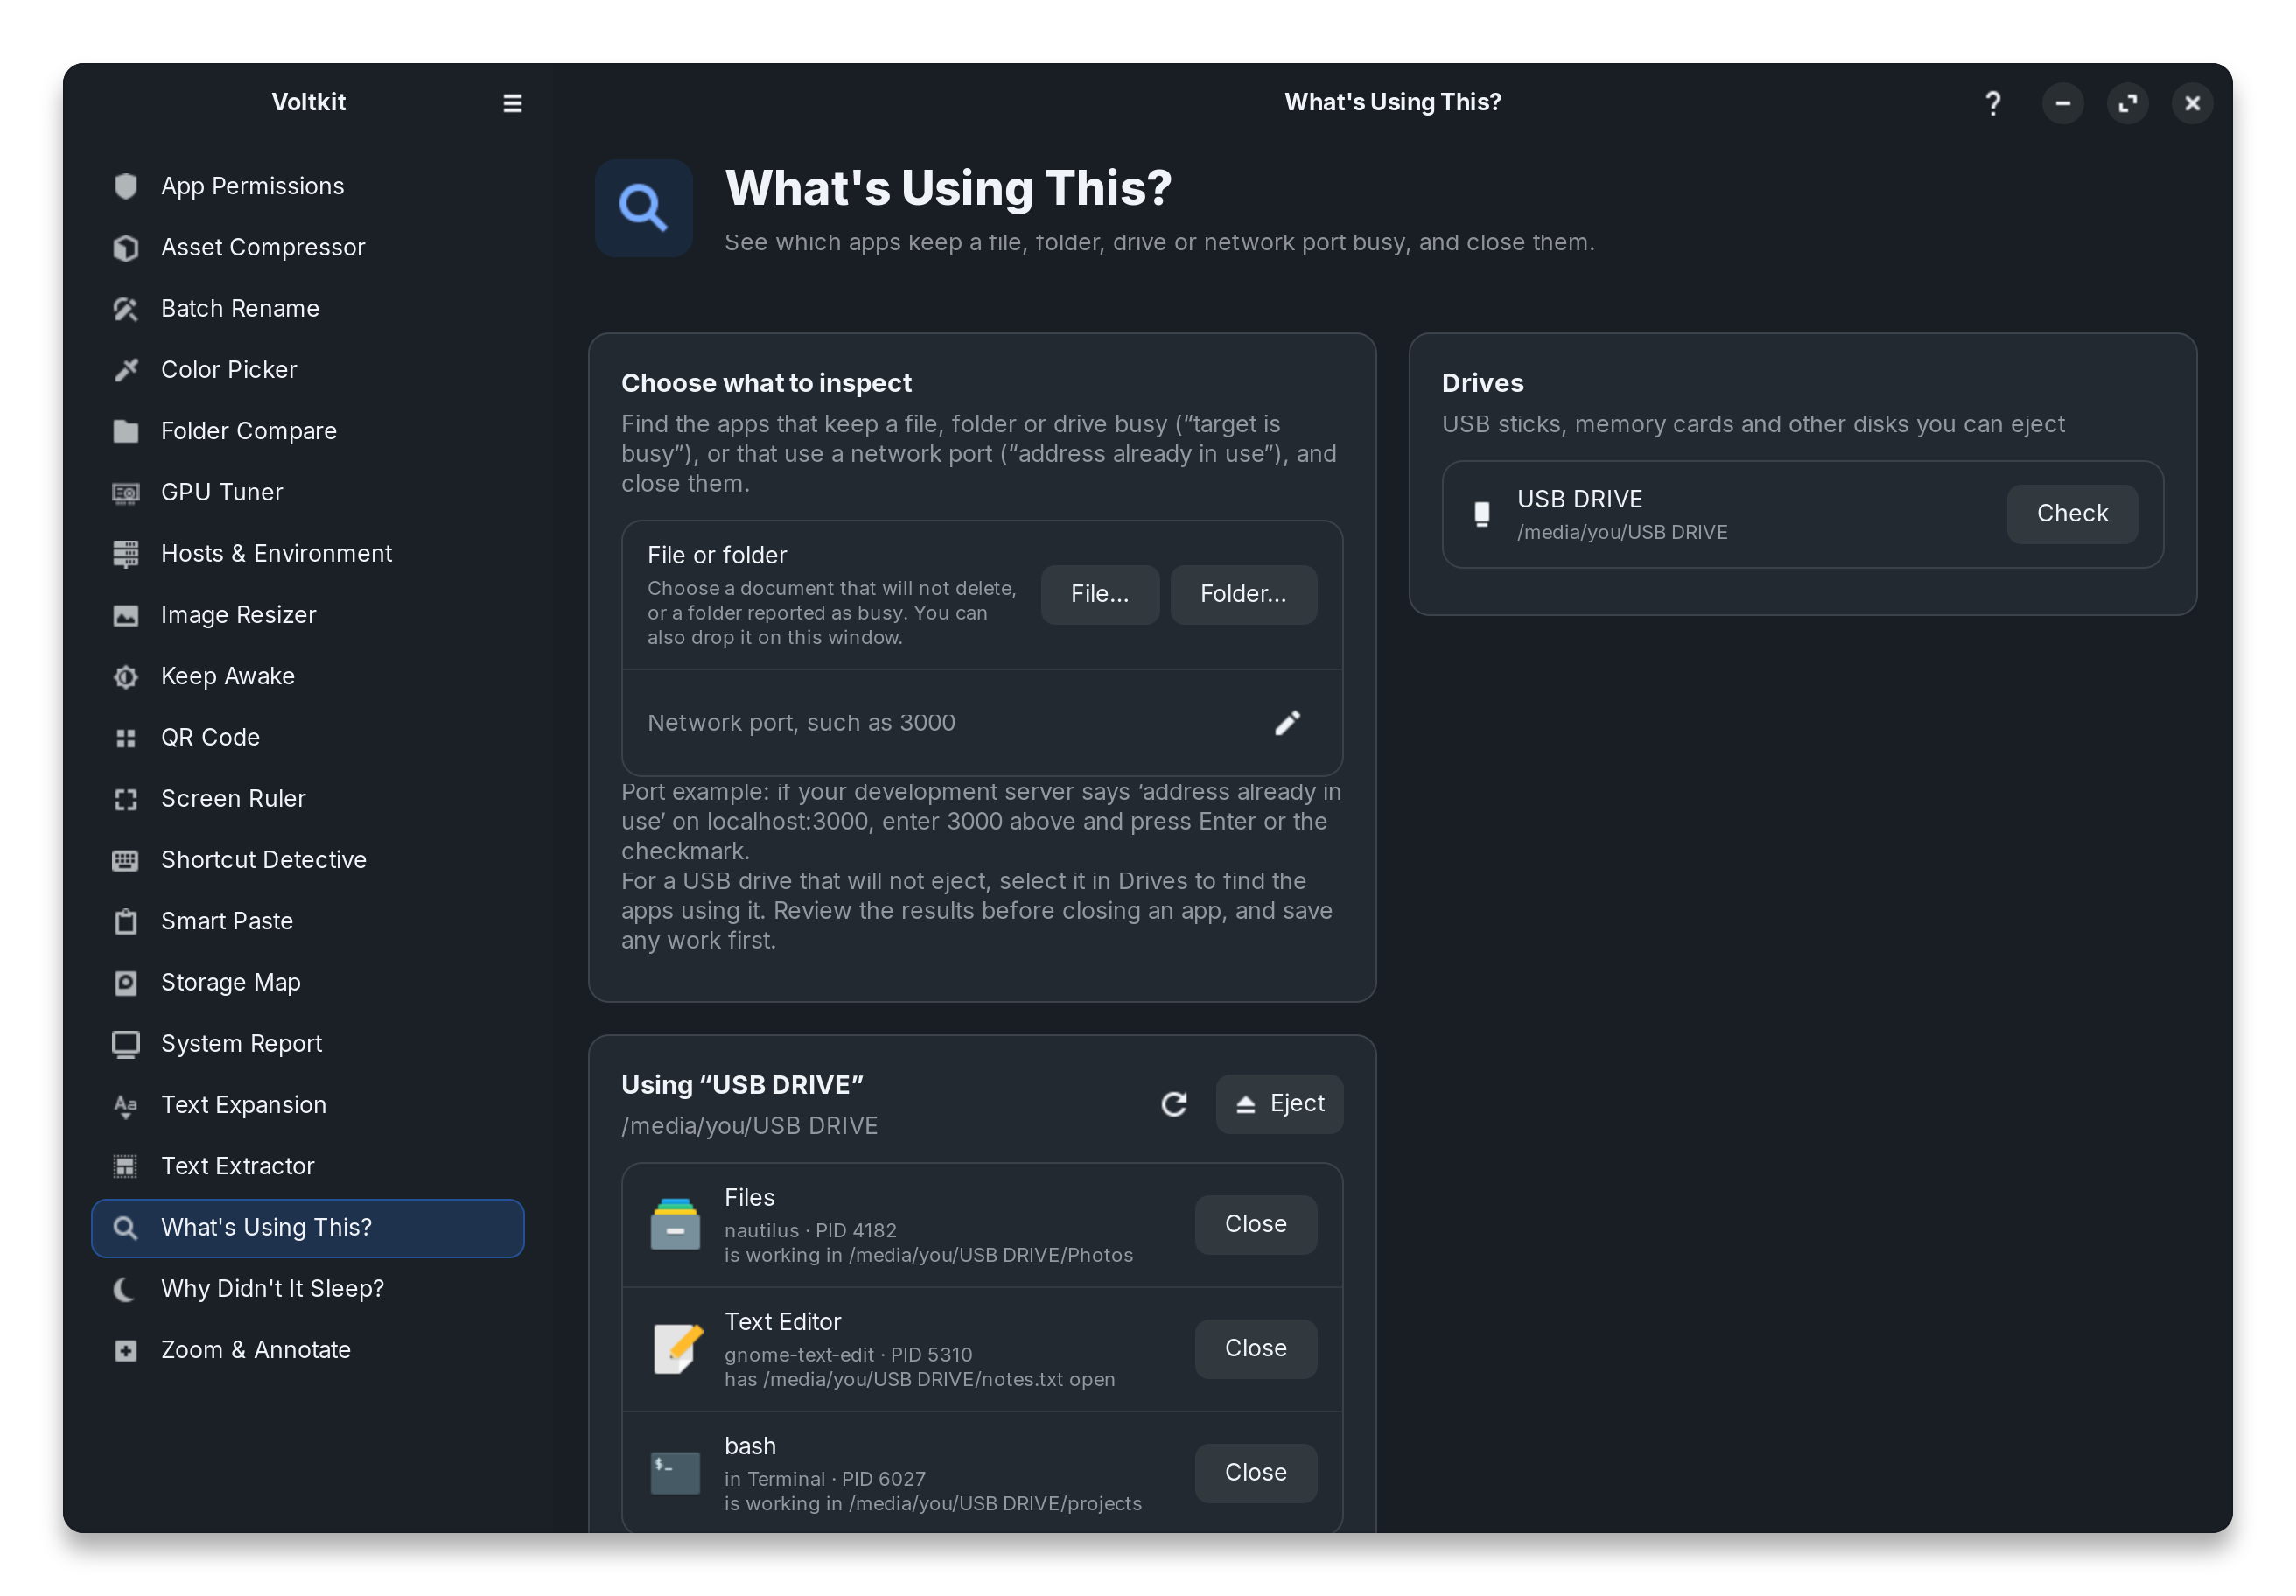 Voltkit
What's Using This?
?
App Permissions
Asset Compressor
Batch Rename
Color Picker
Folder Compare
GPU Tuner
Hosts & Environment
Image Resizer
Keep Awake
QR Code
Screen Ruler
Shortcut Detective
Smart Paste
Storage Map
System Report
Text Expansion
Text Extractor
What's Using This?
Why Didn't It Sleep?
Zoom & Annotate
What's Using This?
See which apps keep a file, folder, drive or network port busy, and close them.
Choose what to inspect
Find the apps that keep a file, folder or drive busy (“target is
busy”), or that use a network port (“address already in use”), and
close them.
File or folder
Choose a document that will not delete,
or a folder reported as busy. You can
also drop it on this window.
File...
Folder...
Network port, such as 3000
Port example: if your development server says ‘address already in
use’ on localhost:3000, enter 3000 above and press Enter or the
checkmark.
For a USB drive that will not eject, select it in Drives to find the
apps using it. Review the results before closing an app, and save
any work first.
Drives
USB sticks, memory cards and other disks you can eject
USB DRIVE
/media/you/USB DRIVE
Check
Using “USB DRIVE”
/media/you/USB DRIVE
Eject
Files
nautilus · PID 4182
is working in /media/you/USB DRIVE/Photos
Close
Text Editor
gnome-text-edit · PID 5310
has /media/you/USB DRIVE/notes.txt open
Close
$_
bash
in Terminal · PID 6027
is working in /media/you/USB DRIVE/projects
Close